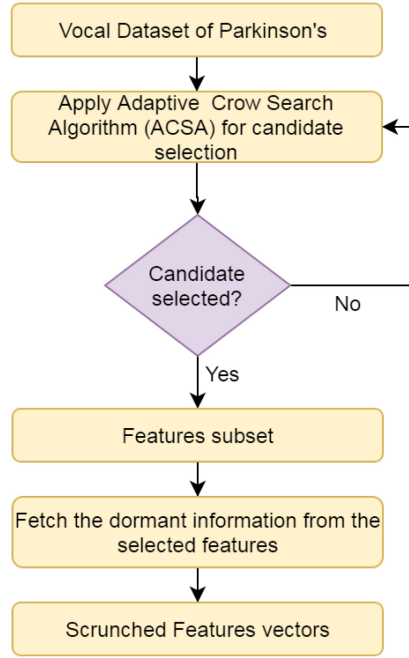 Vocal Dataset of Parkinson's
Apply Adaptive Crow Search
Algorithm (ACSA) for candidate
selection
Candidate
selected?
No
Yes
Features subset
Fetch the dormant information from the
selected features
Scrunched Features vectors